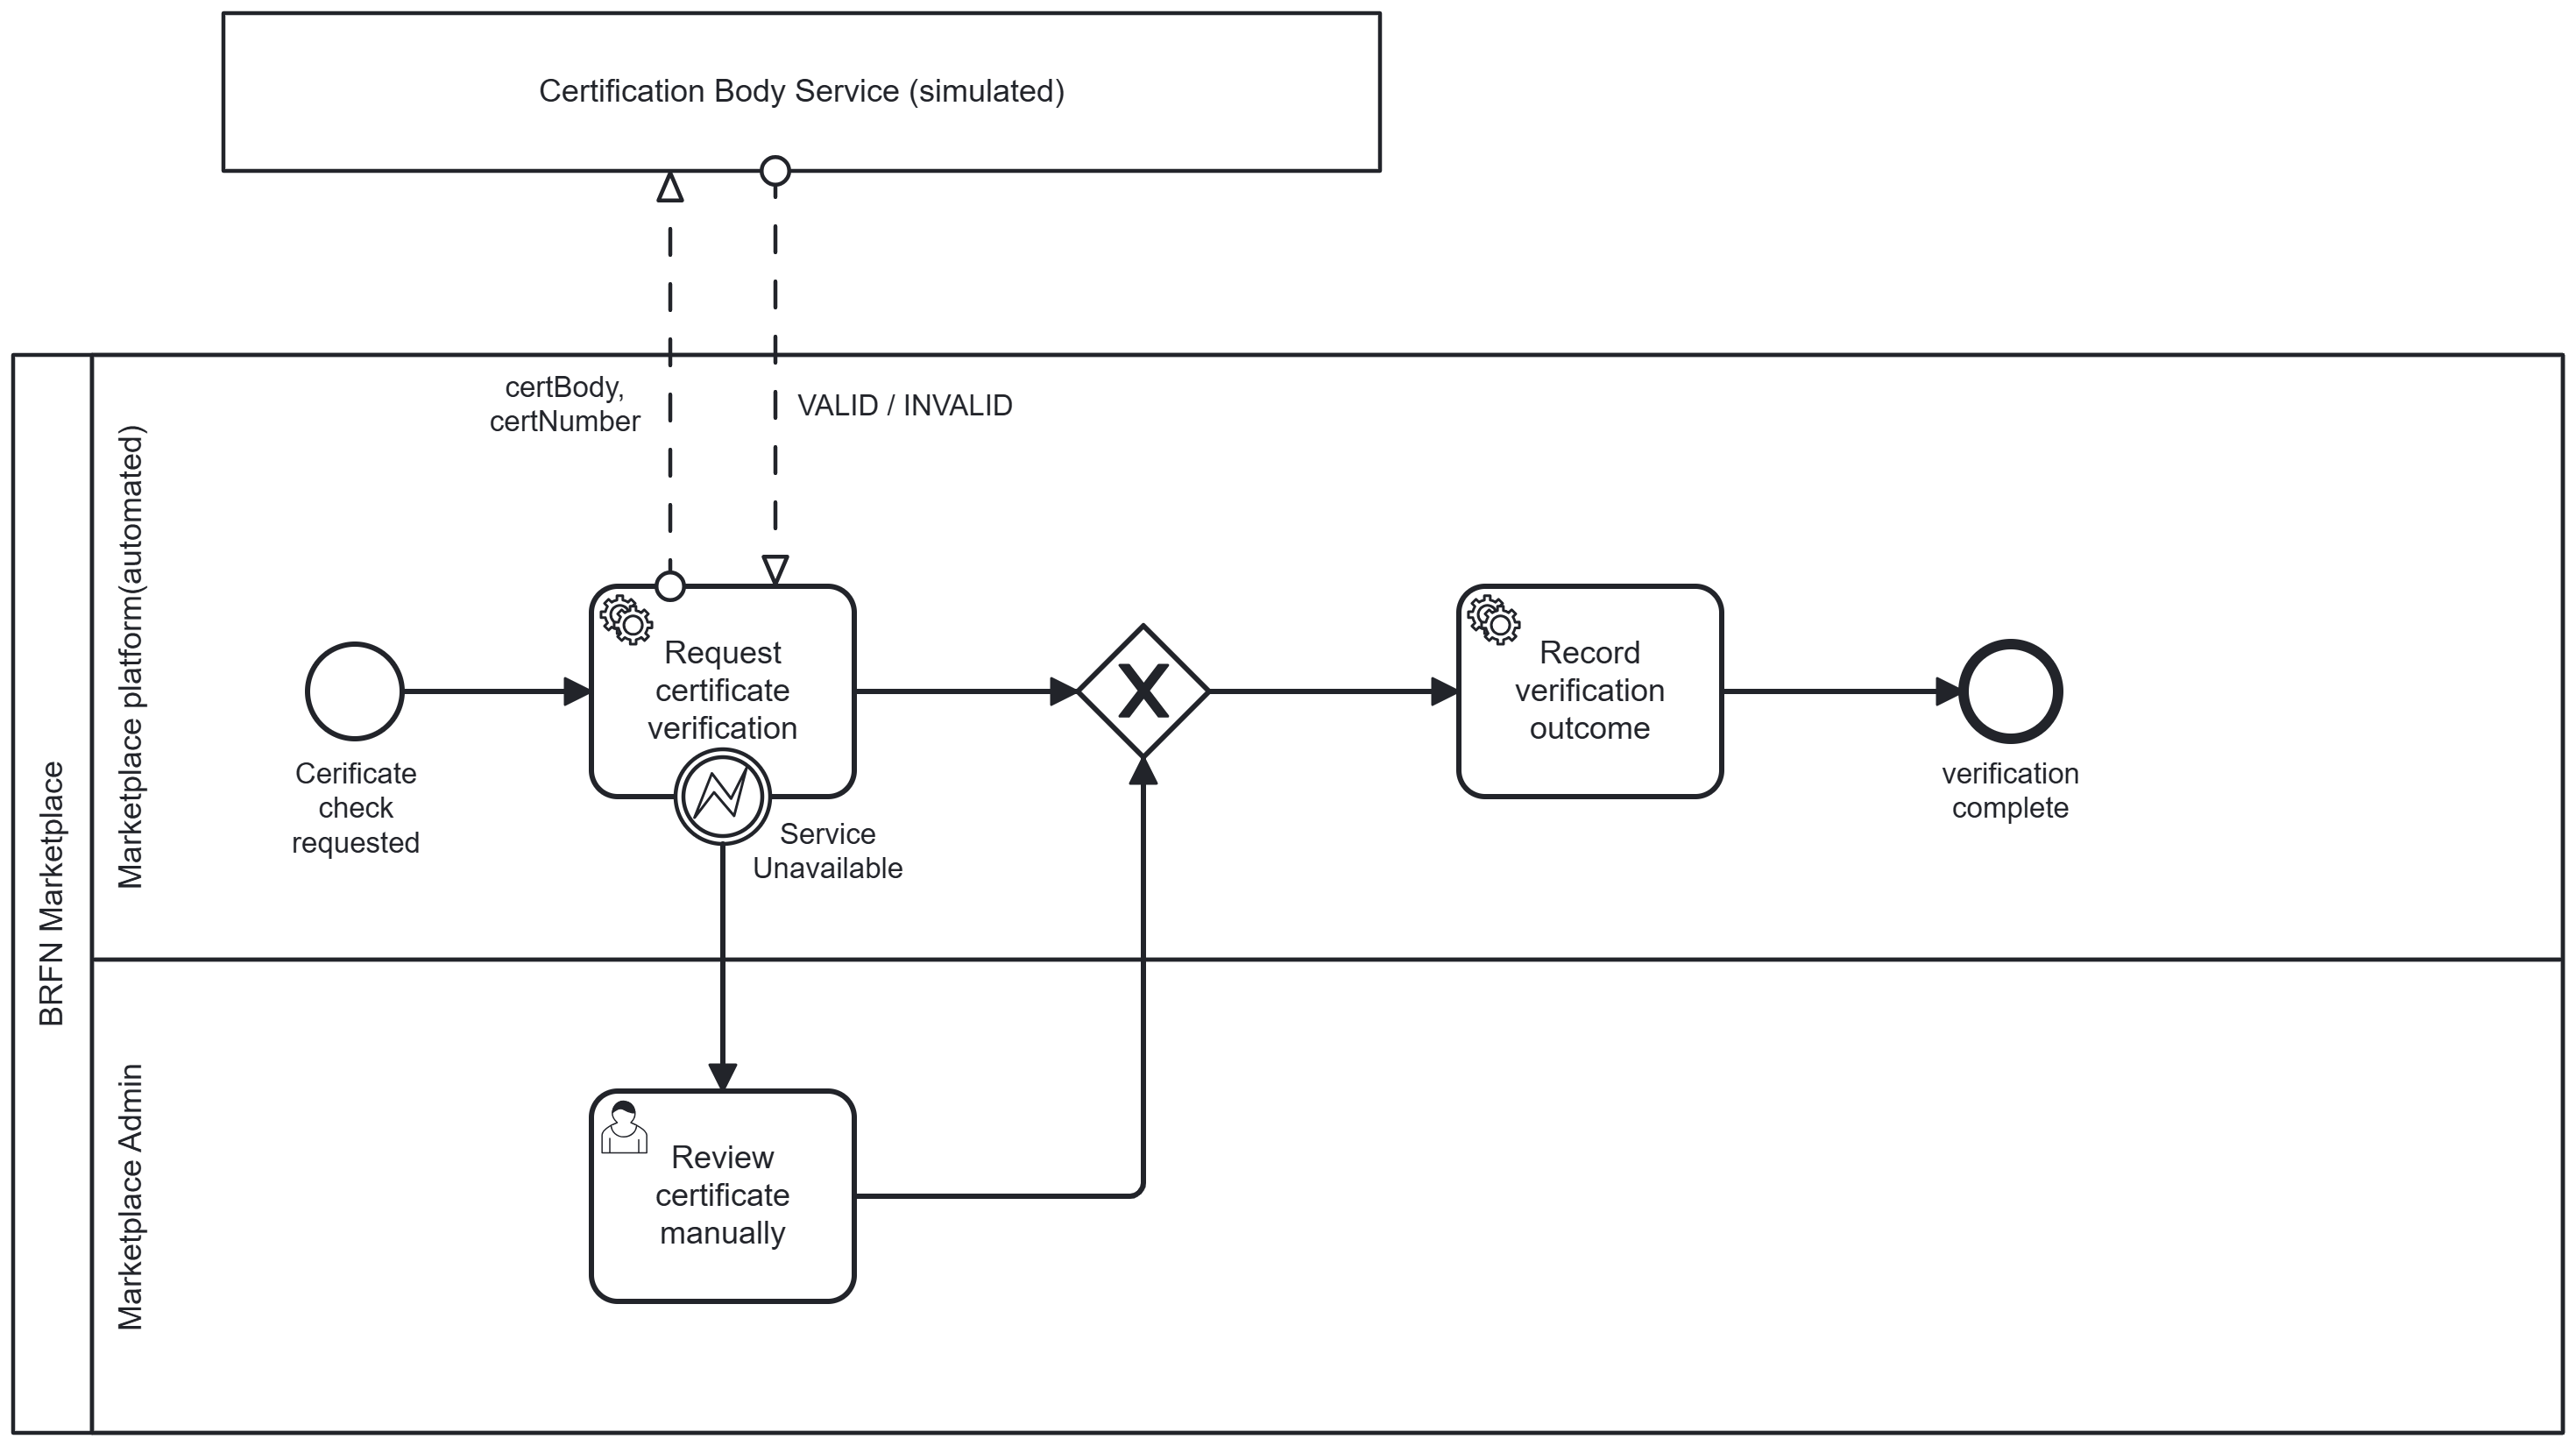 Certification Body Service (simulated)
certBody,
certNumber
VALID / INVALID
BRFN Marketplace
Marketplace platform(automated)
Cerificate
check
requested
Request
certificate
verification
Service
Unavailable
X
Record
verification
outcome
verification
complete
Marketplace Admin
Review
certificate
manually